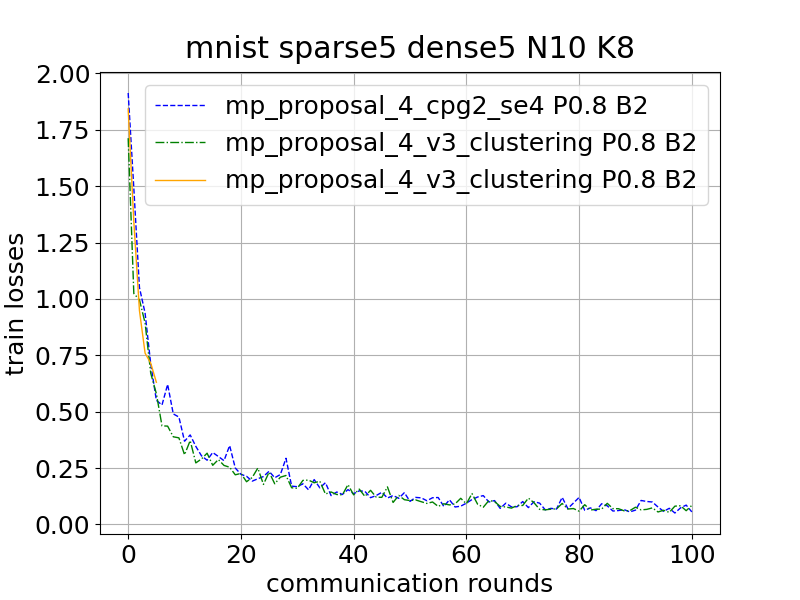 mnist sparse5 dense5 N10 K8
mp_proposal_4_cpg2_se4 P0.8 B2
mp_proposal_4_v3_clustering P0.8 B2
mp_proposal_4_v3_clustering P0.8 B2
train losses
2.00
1.75
1.50
1.25
1.00
0.75
0.50
0.25
0.00
0 20 40 60 80 100
communication rounds